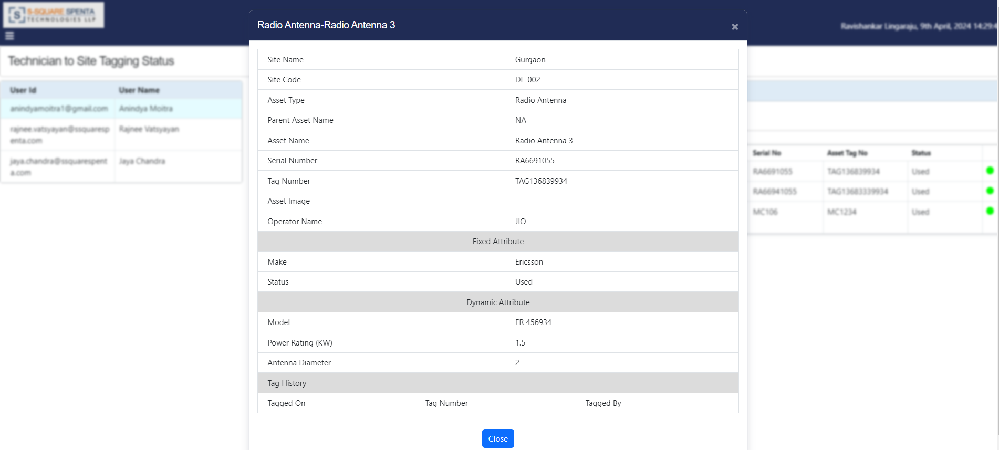 S-SQUARE SPENTA
TECHNOLOGIES LLP
Ravishankar Lingaraju, 9th April, 2024 14:29:4
Technician to Site Tagging Status
User Id User Name
anindyamoitra1@gmail.com Anindya Moitra
rajnee.vatsyayan@ssquaresp Rajnee Vatsyayan
enta.com
jaya.chandra@ssquarespent Jaya Chandra
a.com
Radio Antenna-Radio Antenna 3 ×
Site Name Gurgaon
Site Code DL-002
Asset Type Radio Antenna
Parent Asset Name NA
Asset Name Radio Antenna 3
Serial Number RA6691055
Tag Number TAG136839934
Asset Image
Operator Name JIO
Fixed Attribute
Make Ericsson
Status Used
Dynamic Attribute
Model ER 456934
Power Rating (KW) 1.5
Antenna Diameter 2
Tag History
Tagged On Tag Number Tagged By
Close
Serial No Asset Tag No Status
RA6691055 TAG136839934 Used
RA66941055 TAG13683339934 Used
MC106 MC1234 Used